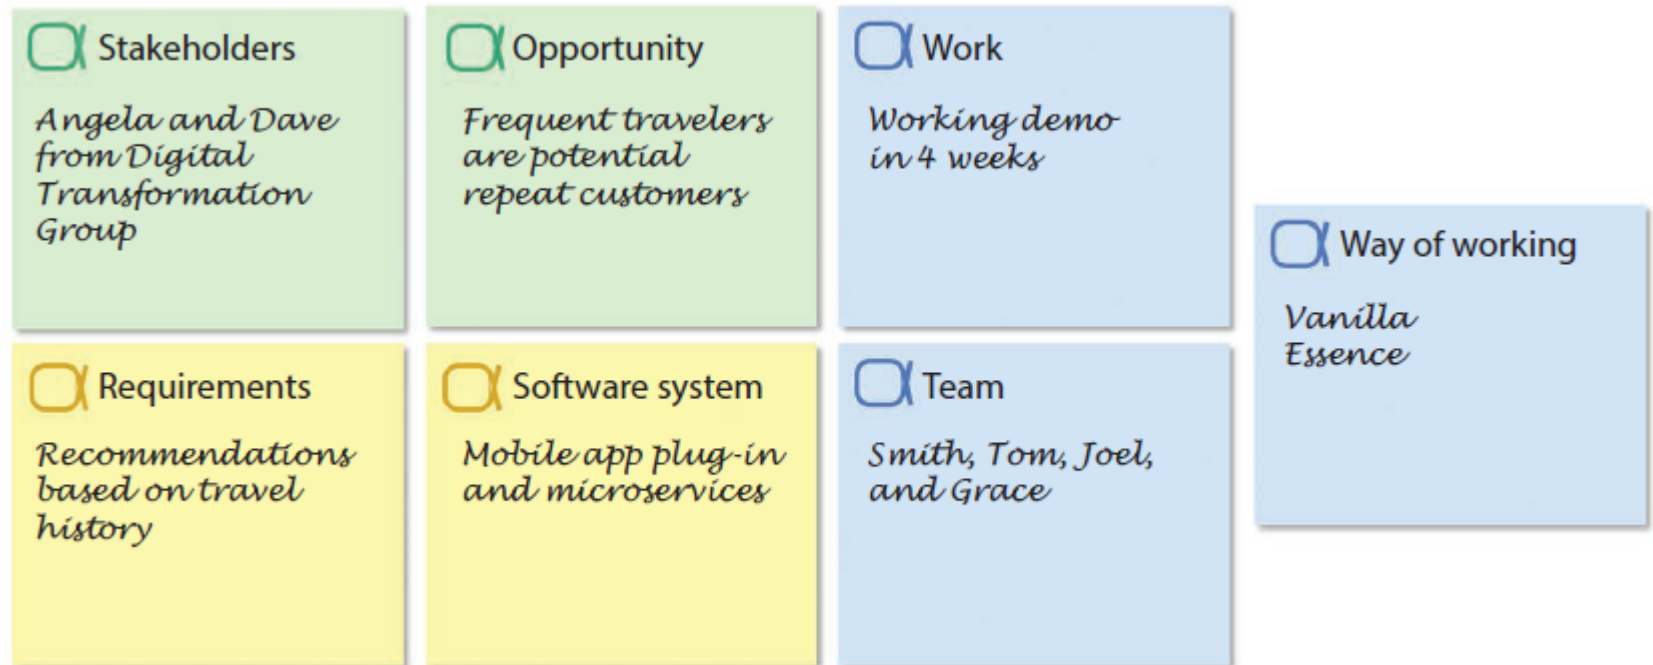 Stakeholders
Angela and Dave
from Digital
Transformation
Group
Opportunity
Frequent travelers
are potential
repeat customers
Work
Working demo
in 4 weeks
Requirements
Recommendations
based on travel
history
Software system
Mobile app plug-in
and microservices
Team
Smith, Tom, Joel,
and Grace
Way of working
Vanilla
Essence